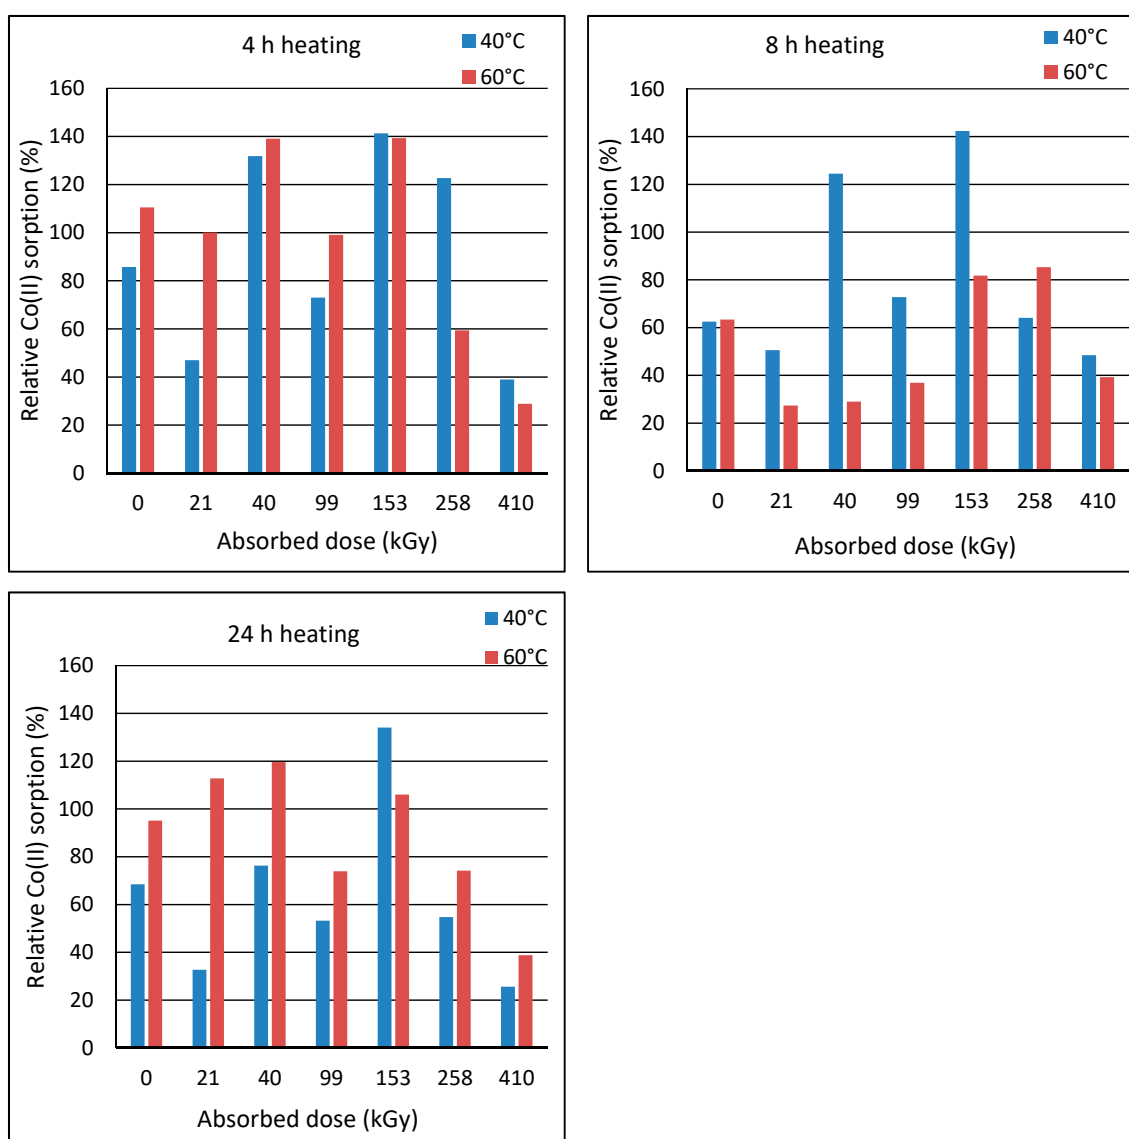 4 h heating
40°C
60°C
Relative Co(II) sorption (%)
160
140
120
100
80
60
40
20
0
0 21 40 99 153 258 410
Absorbed dose (kGy)
8 h heating
40°C
60°C
Relative Co(II) sorption (%)
160
140
120
100
80
60
40
20
0
0 21 40 99 153 258 410
Absorbed dose (kGy)
24 h heating
40°C
60°C
Relative Co(II) sorption (%)
160
140
120
100
80
60
40
20
0
0 21 40 99 153 258 410
Absorbed dose (kGy)